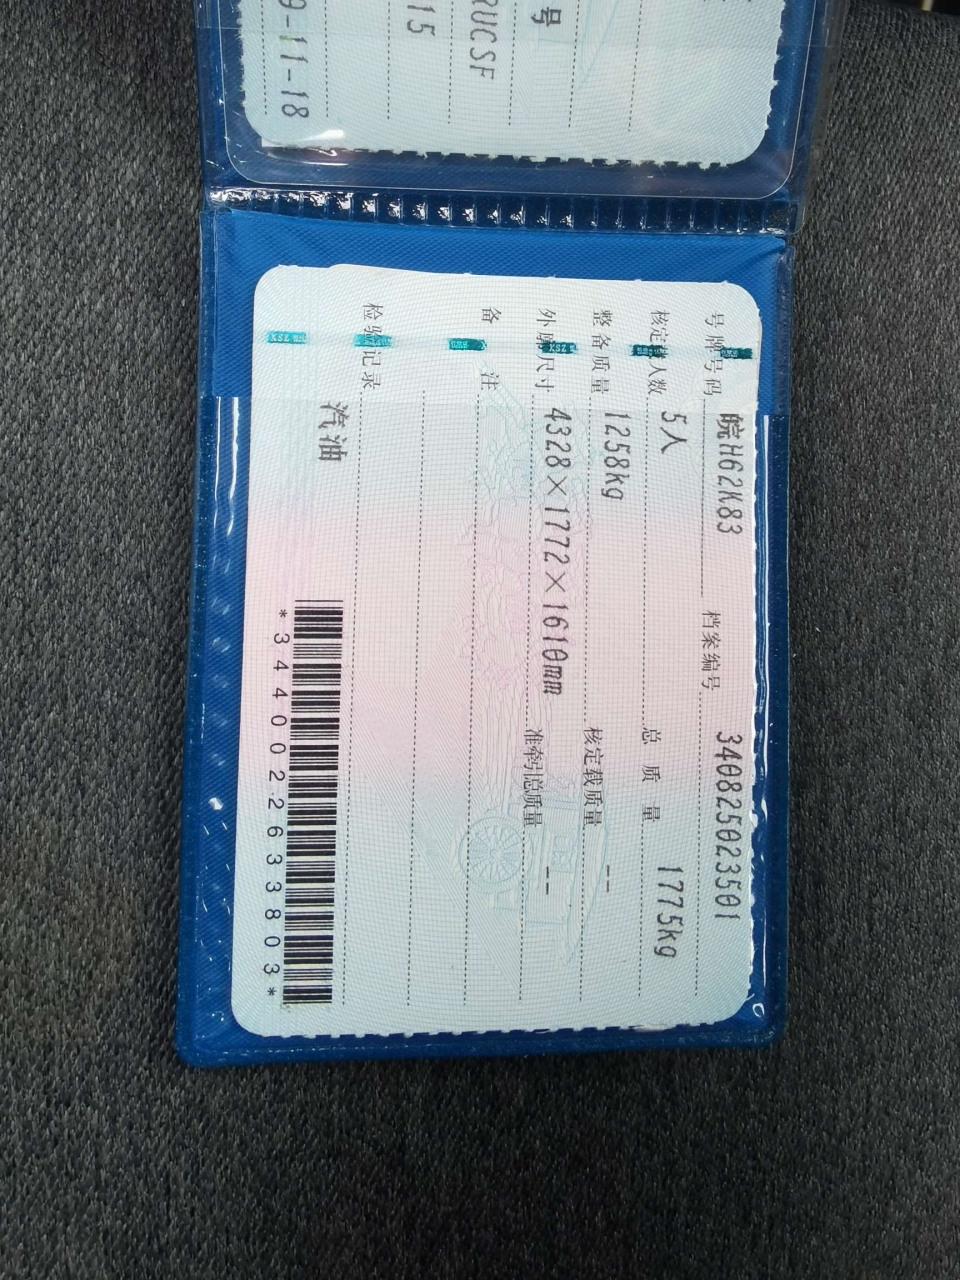 号
RUCSF
15
9-11-18
号牌号码 皖H62K83 档案编号 340825023501
核定载人数 5人 总质量 1775kg
整备质量 1258kg 核定载质量 --
外廓尺寸 4328×1772×1610mm 准牵引总质量 --
备注
检验记录
汽油
*3440022633803*